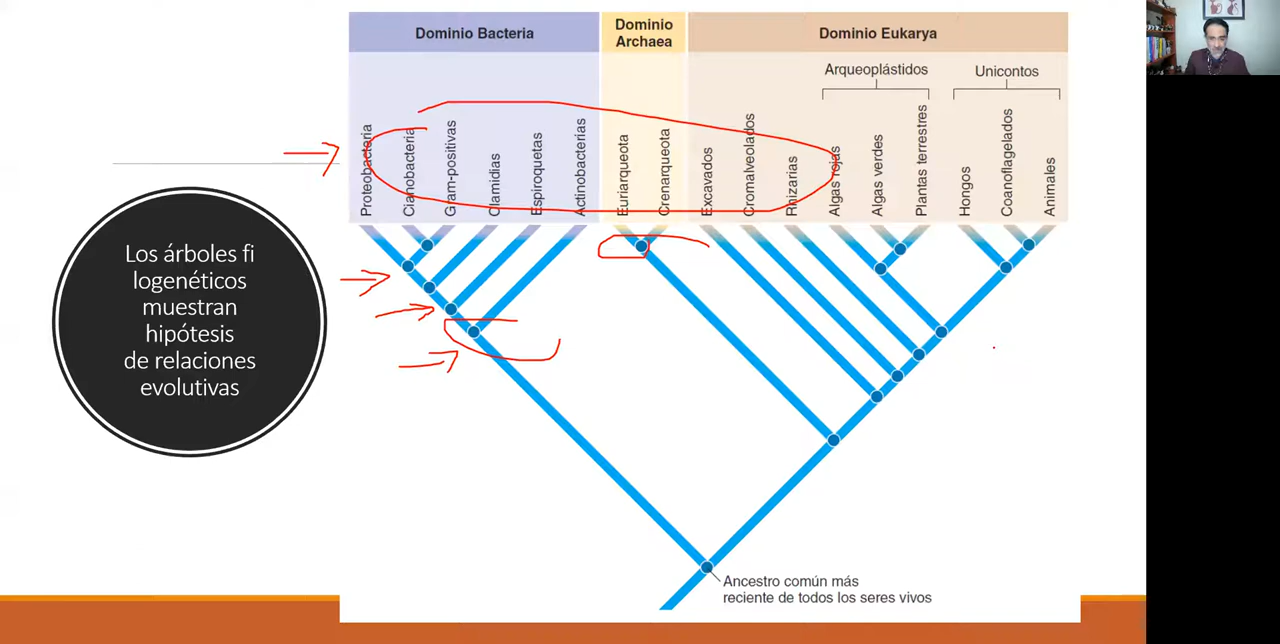 Dominio Bacteria
Dominio
Archaea
Dominio Eukarya
Arqueoplástidos
Unicontos
Proteobacteria
Cianobacteria
Gram-positivas
Clamidias
Espiroquetas
Actinobacterias
Euriarqueota
Crenarqueota
Excavados
Cromalveolados
Rhizarias
Algas rojas
Algas verdes
Plantas terrestres
Hongos
Coanoflagelados
Animales
Los árboles fi
logenéticos
muestran
hipótesis
de relaciones
evolutivas
Ancestro común más
reciente de todos los seres vivos